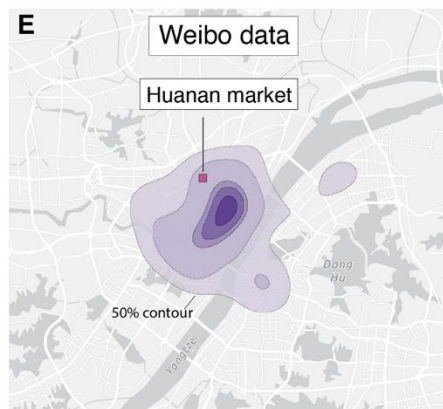 E
Weibo data
Huanan market
Dong
Hu
50% contour
Yangtze